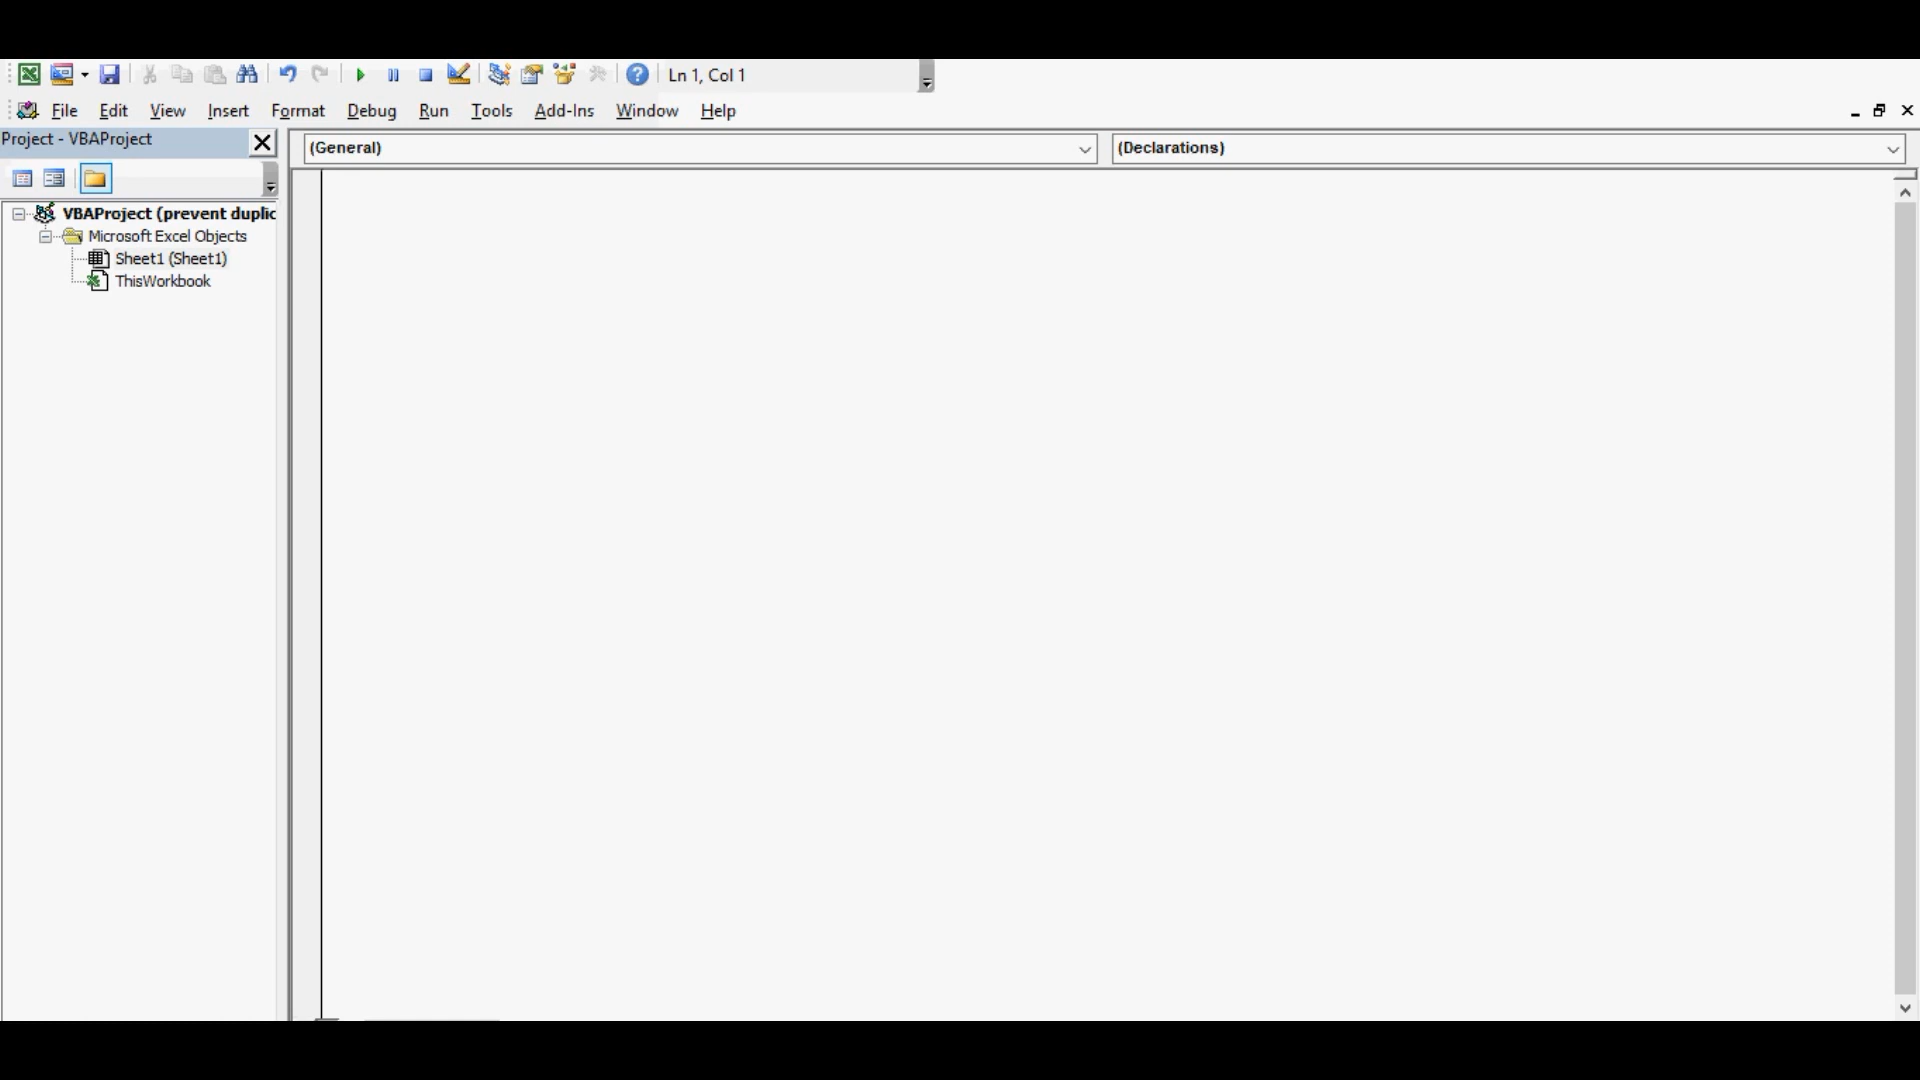 Ln 1, Col 1
File Edit View Insert Format Debug Run Tools Add-Ins Window Help
Project - VBAProject
(General) (Declarations)
VBAProject (prevent duplic
Microsoft Excel Objects
Sheet1 (Sheet1)
ThisWorkbook